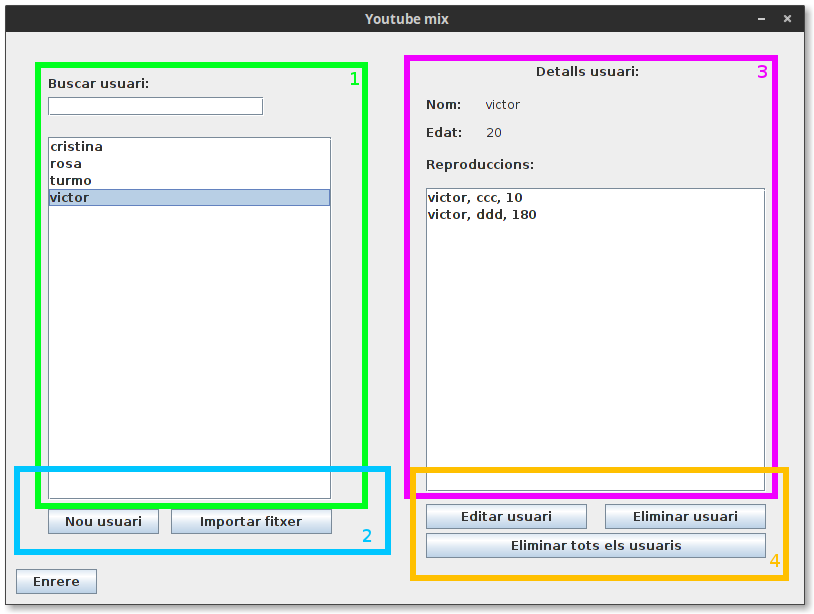 Youtube mix
1
Buscar usuari:
cristina
rosa
turmo
victor
Nou usuari
Importar fitxer
2
3
Detalls usuari:
Nom: victor
Edat: 20
Reproduccions:
victor, ccc, 10
victor, ddd, 180
Editar usuari
Eliminar usuari
Eliminar tots els usuaris
4
Enrere